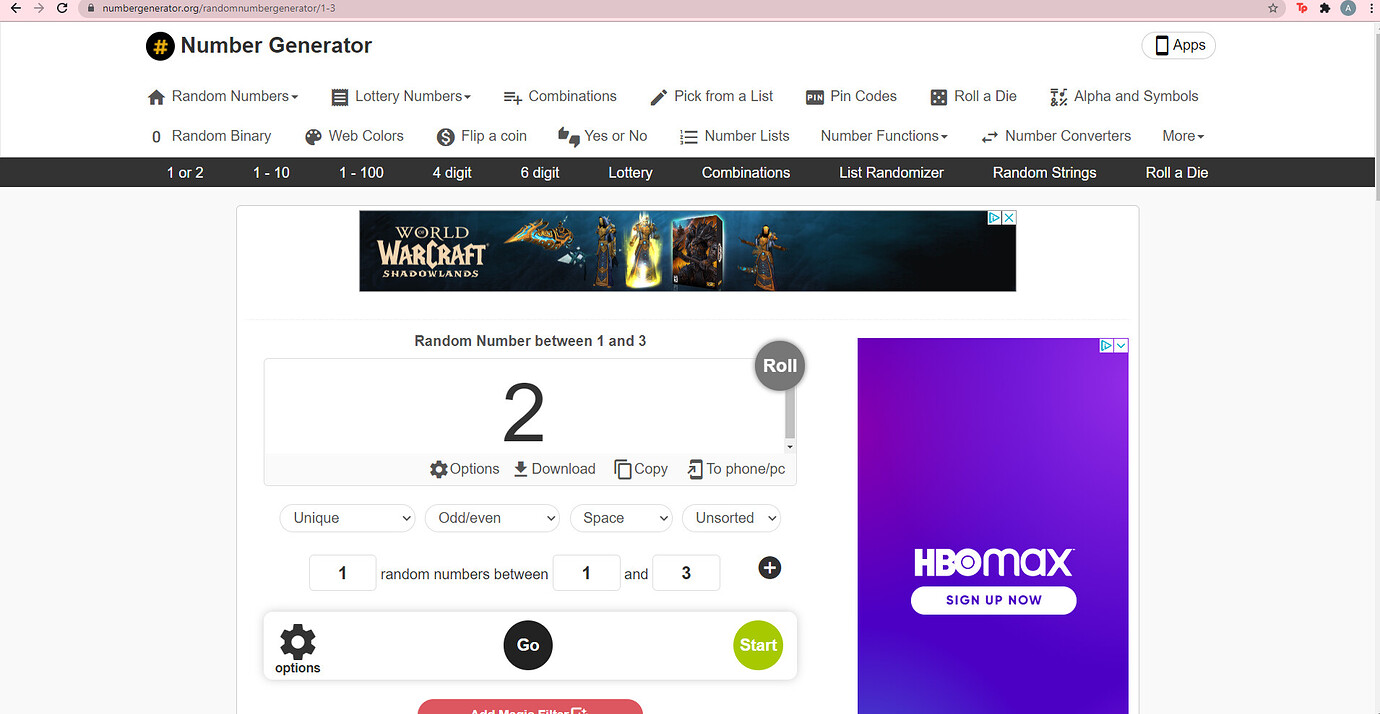 numbergenerator.org/randomnumbergenerator/1-3
Tp
A
# Number Generator
Apps
Random Numbers
Lottery Numbers
Combinations
Pick from a List
PIN Pin Codes
Roll a Die
Alpha and Symbols
0 Random Binary
Web Colors
$ Flip a coin
Yes or No
Number Lists
Number Functions
Number Converters
More
1 or 2
1 - 10
1 - 100
4 digit
6 digit
Lottery
Combinations
List Randomizer
Random Strings
Roll a Die
WORLD
OF
WARCRAFT
SHADOWLANDS
Random Number between 1 and 3
Roll
2
Options
Download
Copy
To phone/pc
Unique
Odd/even
Space
Unsorted
1 random numbers between 1 and 3
options
Go
Start
HBOmax
SIGN UP NOW
Add Magic Filter